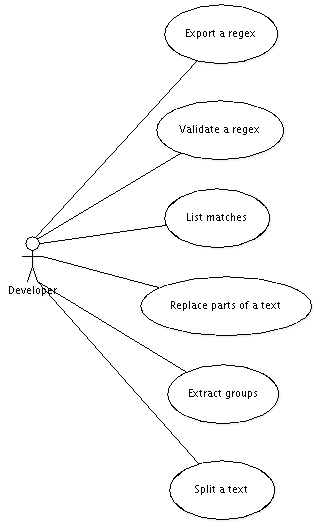 Export a regex
Validate a regex
List matches
Developer
Replace parts of a text
Extract groups
Split a text